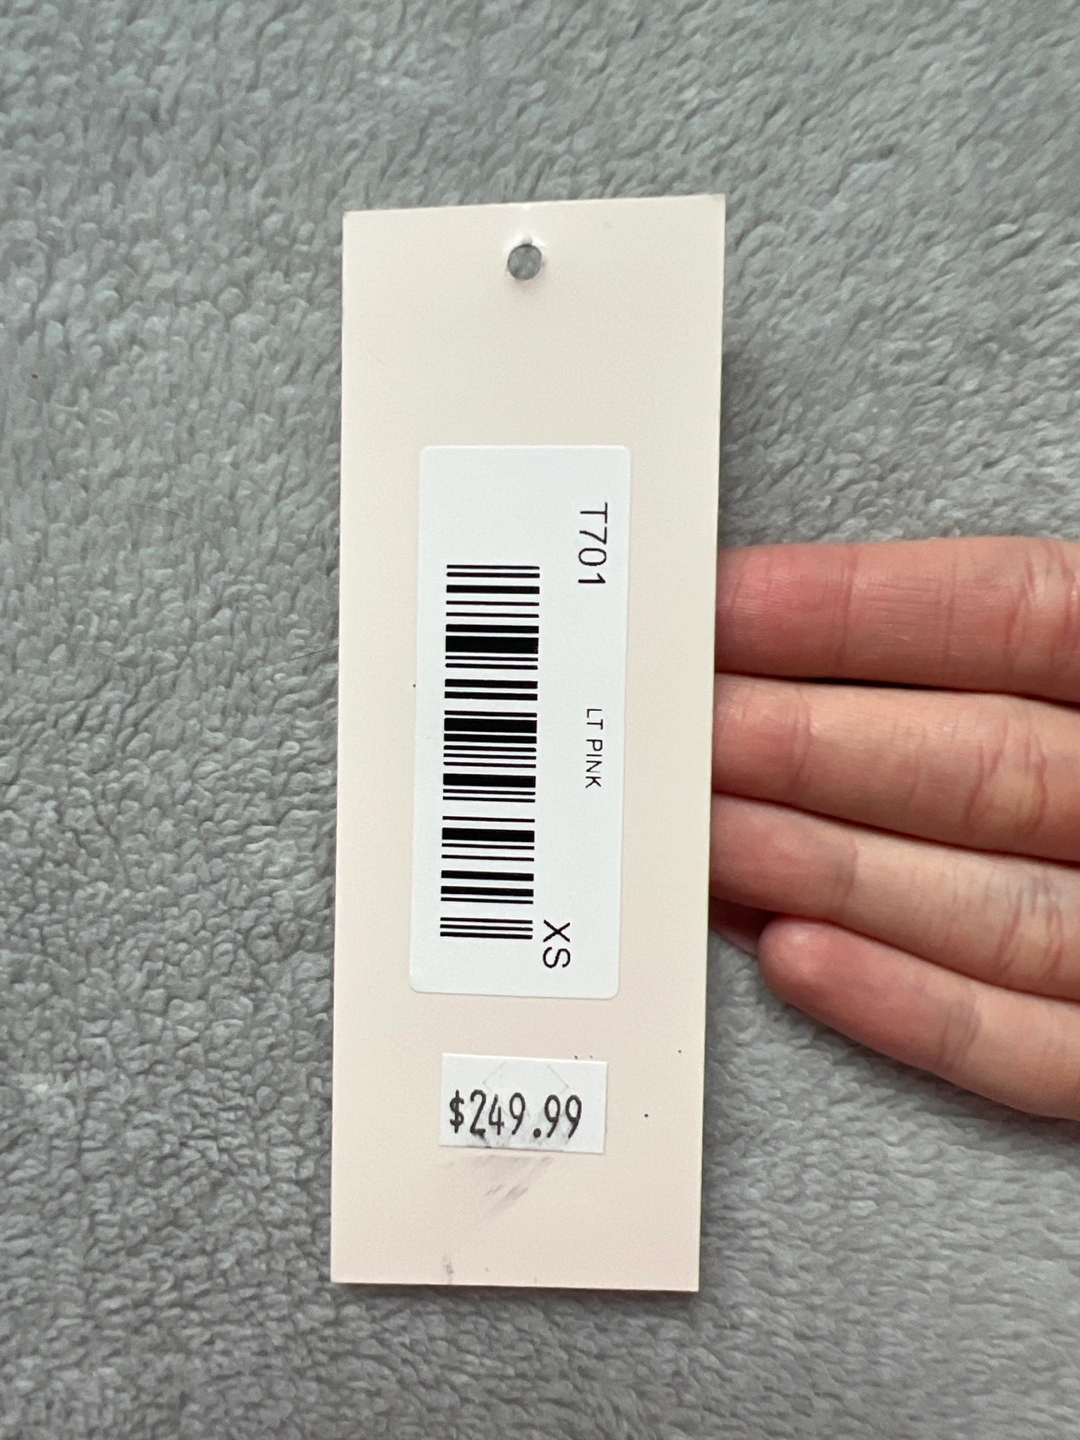 T701
LT PINK
XS
$249.99